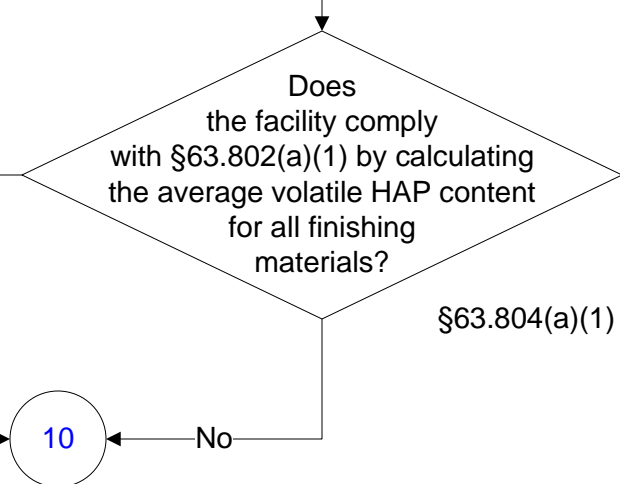 Does
the facility comply
with §63.802(a)(1) by calculating
the average volatile HAP content
for all finishing
materials?
§63.804(a)(1)
10
No